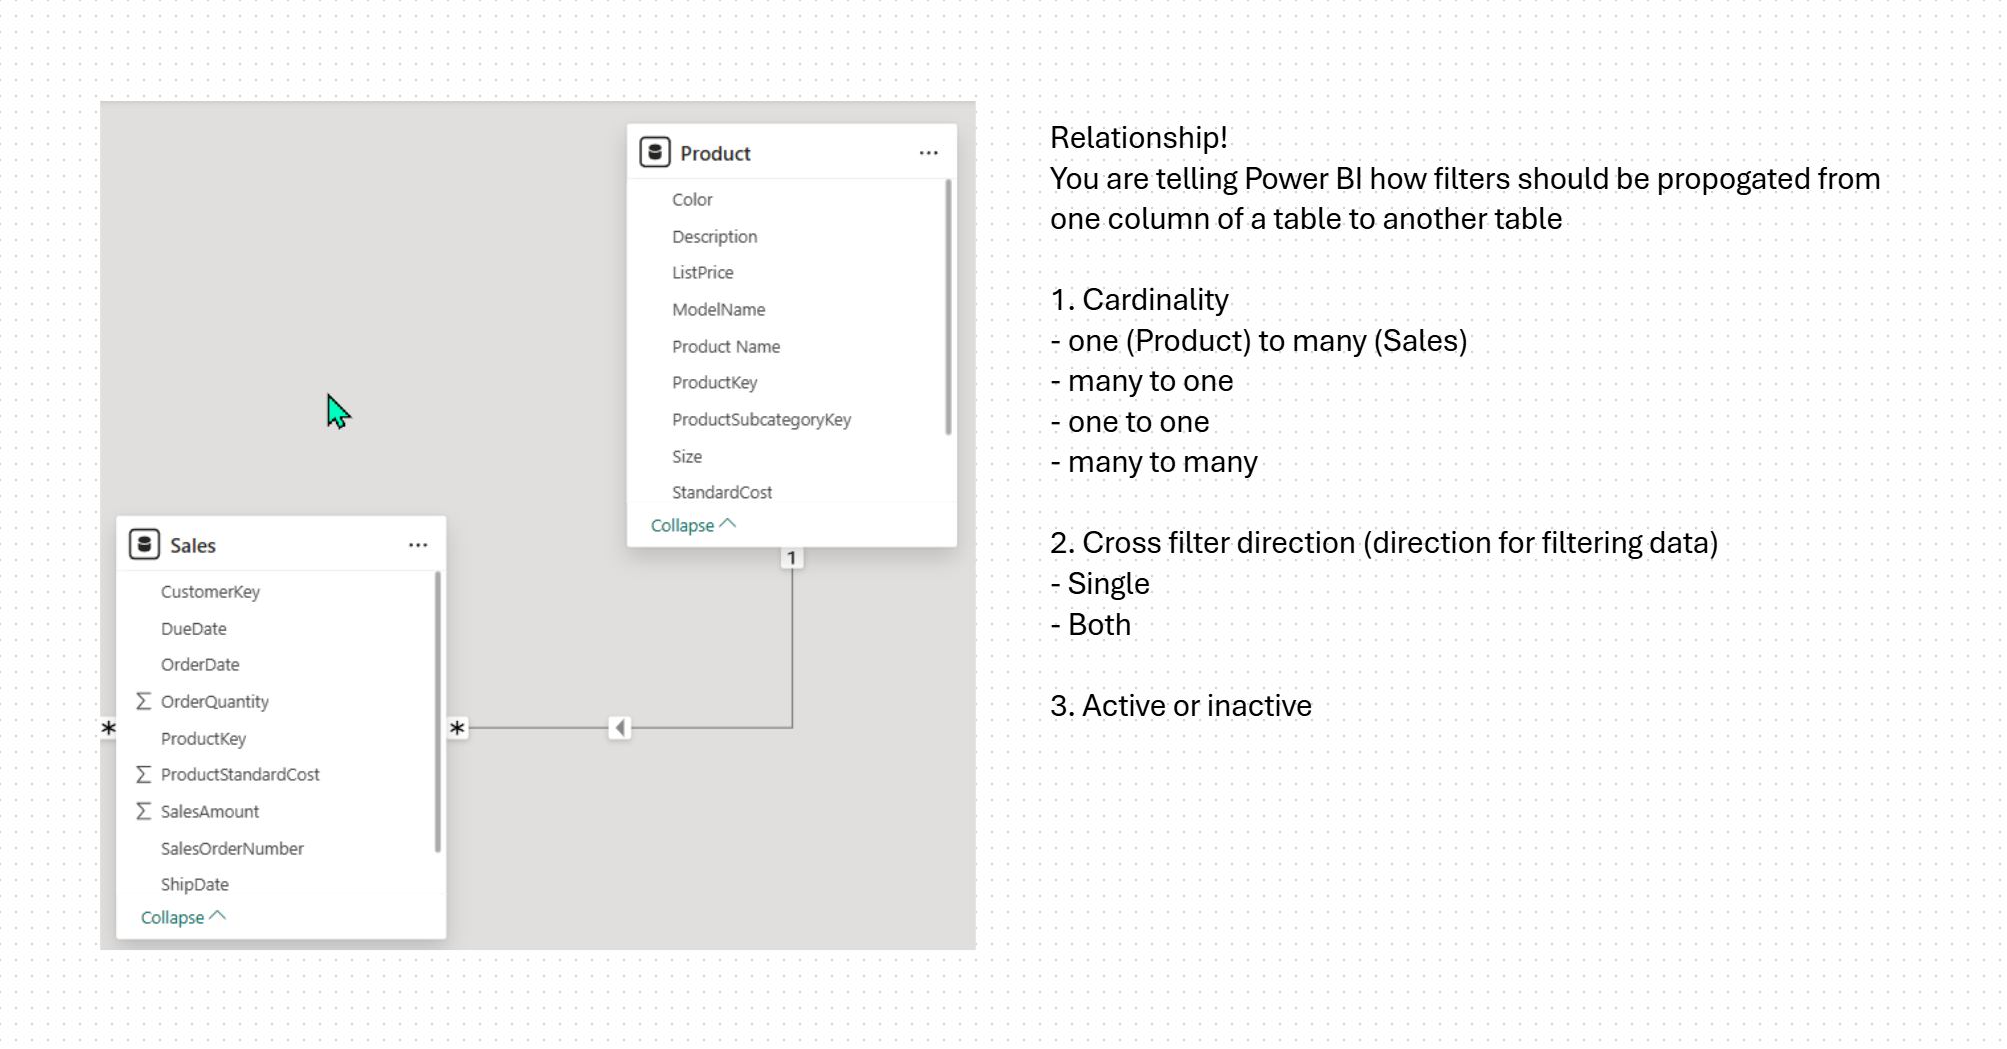 Product
Color
Description
ListPrice
ModelName
Product Name
ProductKey
ProductSubcategoryKey
Size
StandardCost
Collapse
1
Sales
CustomerKey
DueDate
OrderDate
Σ OrderQuantity
ProductKey
Σ ProductStandardCost
Σ SalesAmount
SalesOrderNumber
ShipDate
Collapse
*
*
Relationship!
You are telling Power BI how filters should be propogated from
one column of a table to another table
1. Cardinality
- one (Product) to many (Sales)
- many to one
- one to one
- many to many
2. Cross filter direction (direction for filtering data)
- Single
- Both
3. Active or inactive